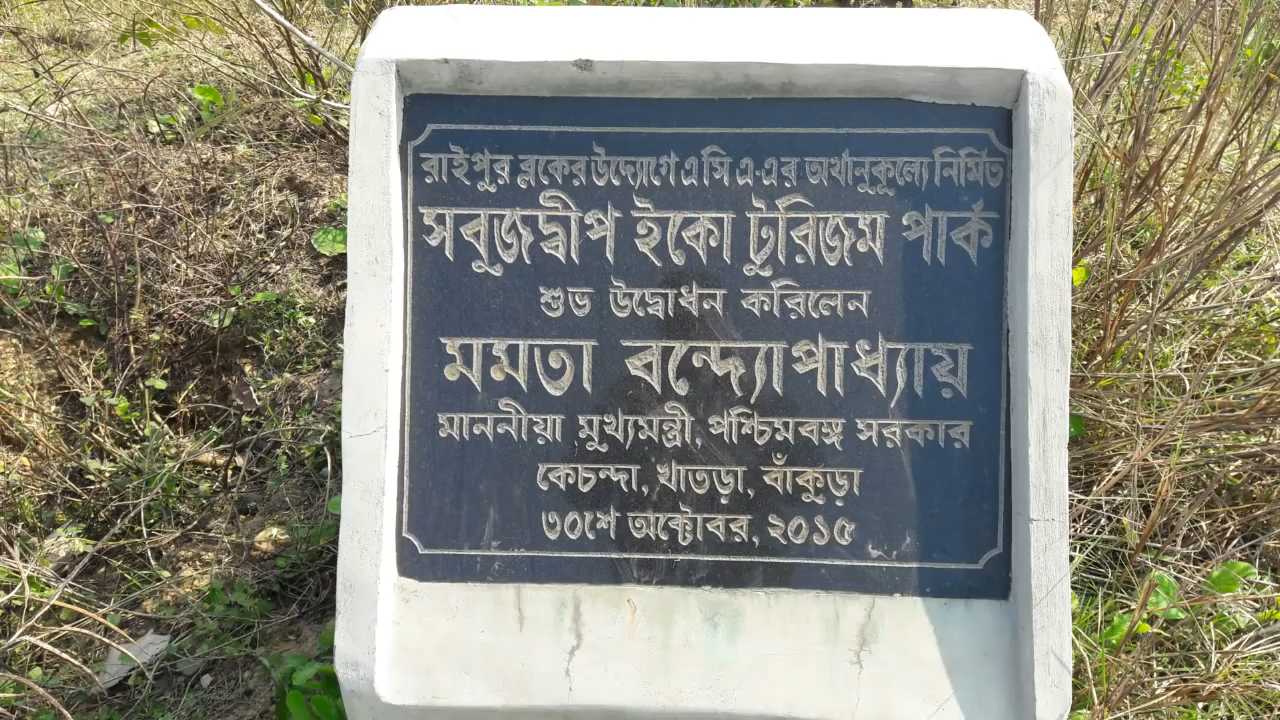 রাইপুর ব্লকের উদ্যোগে এ সি এ-এর অর্থানুকূল্যে নির্মিত
সবুজদ্বীপ ইকো টুরিজম পার্ক
শুভ উদ্বোধন করিলেন
মমতা বন্দ্যোপাধ্যায়
মাননীয়া মুখ্যমন্ত্রী, পশ্চিমবঙ্গ সরকার
কেচন্দা, খাতড়া, বাঁকুড়া
৩০শে অক্টোবর, ২০১৫